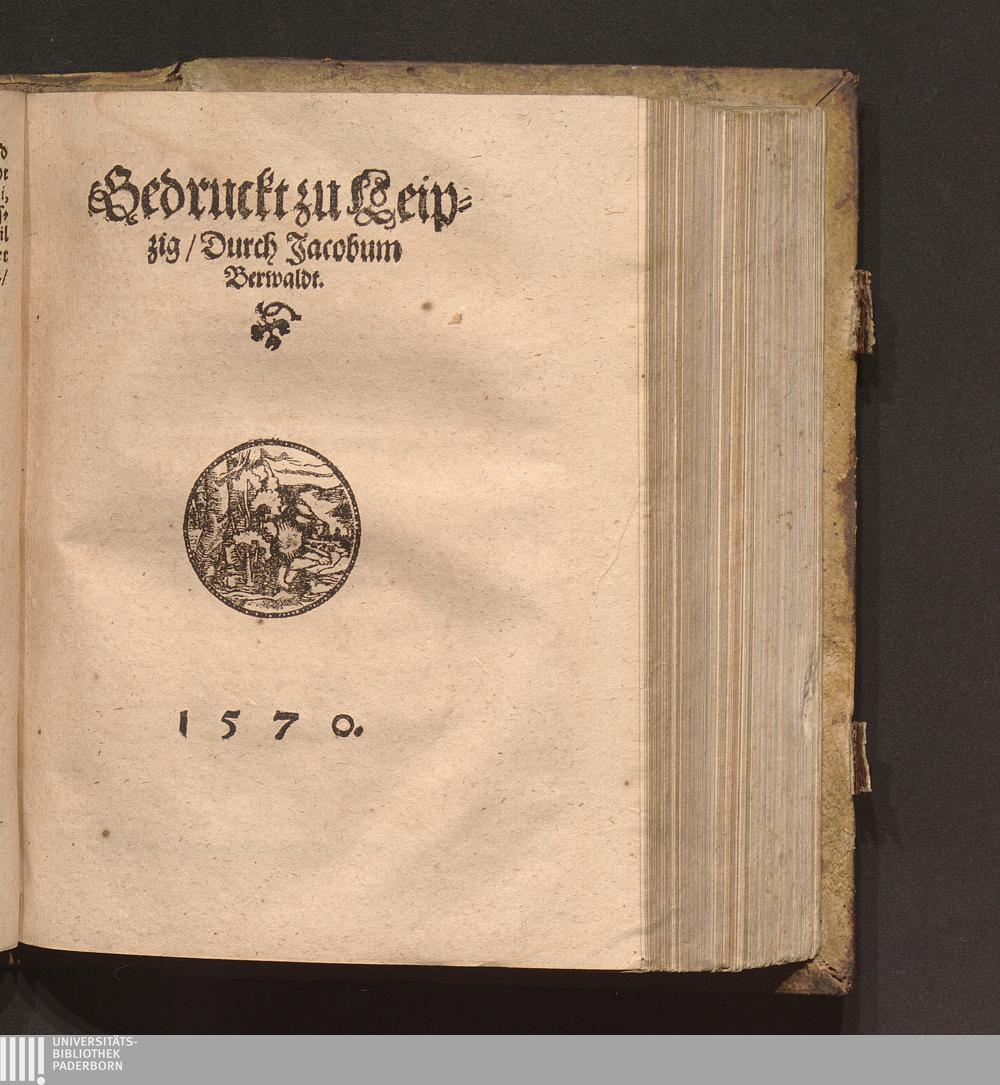 Gedruckt zu Leip⸗
zig / Durch Jacobum
Berwaldt.
1570.
UNIVERSITÄTS-
BIBLIOTHEK
PADERBORN